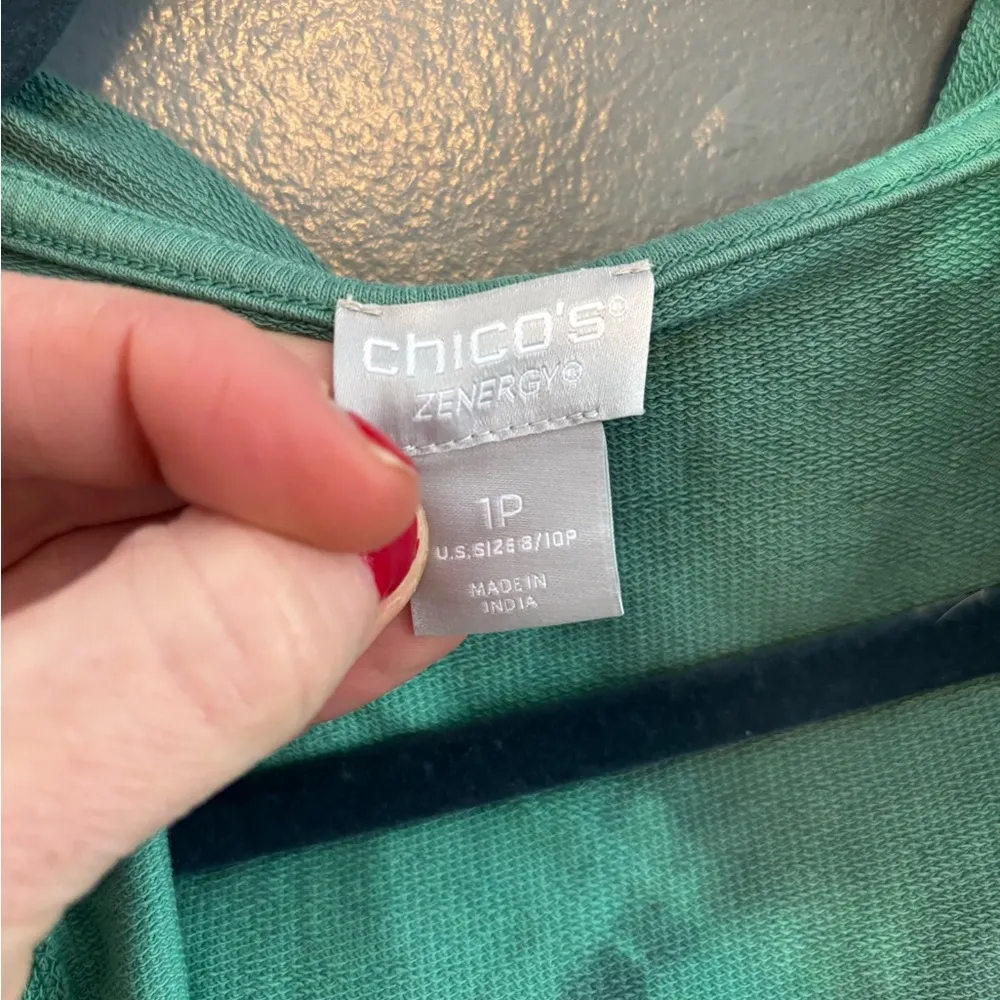 chico's®
ZENERGY®
1P
U.S. SIZE 8/10P
MADE IN
INDIA